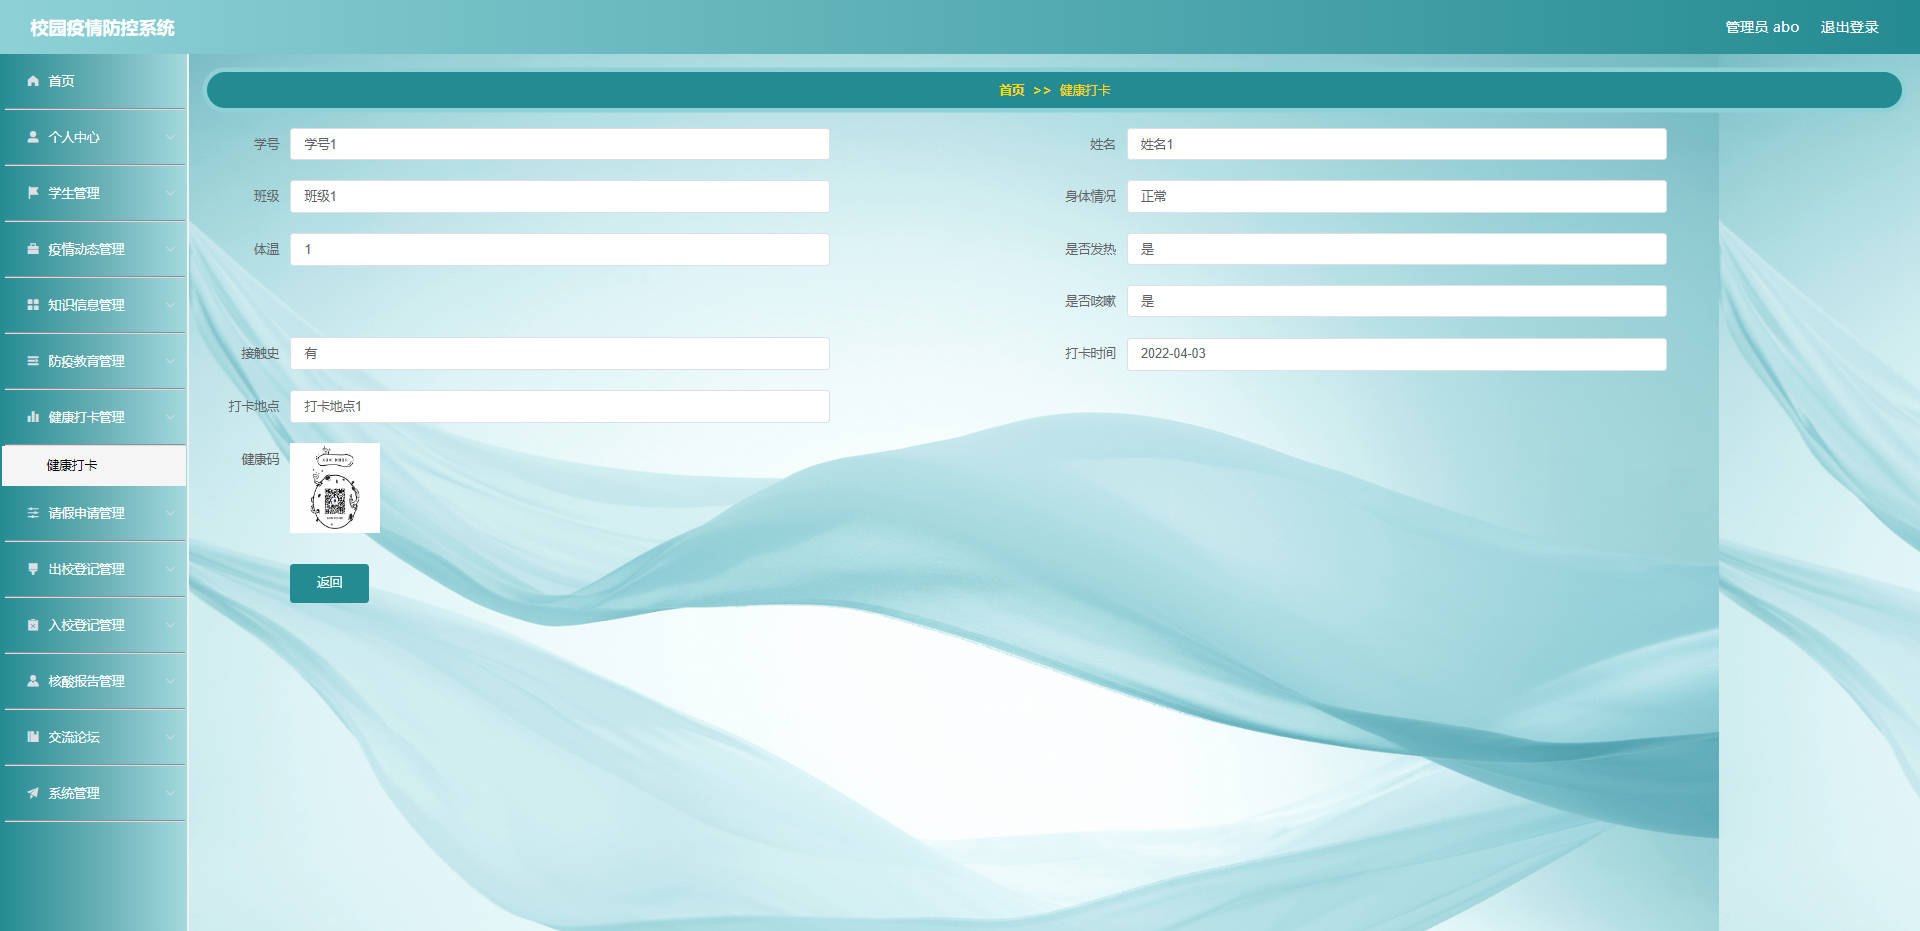 校园疫情防控系统
管理员 abo 退出登录
首页
个人中心
学生管理
疫情动态管理
知识信息管理
防疫教育管理
健康打卡管理
健康打卡
请假申请管理
出校登记管理
入校登记管理
核酸报告管理
交流论坛
系统管理
首页 >> 健康打卡
学号 学号1 姓名 姓名1
班级 班级1 身体情况 正常
体温 1 是否发热 是
是否咳嗽 是
接触史 有 打卡时间 2022-04-03
打卡地点 打卡地点1
健康码
返回